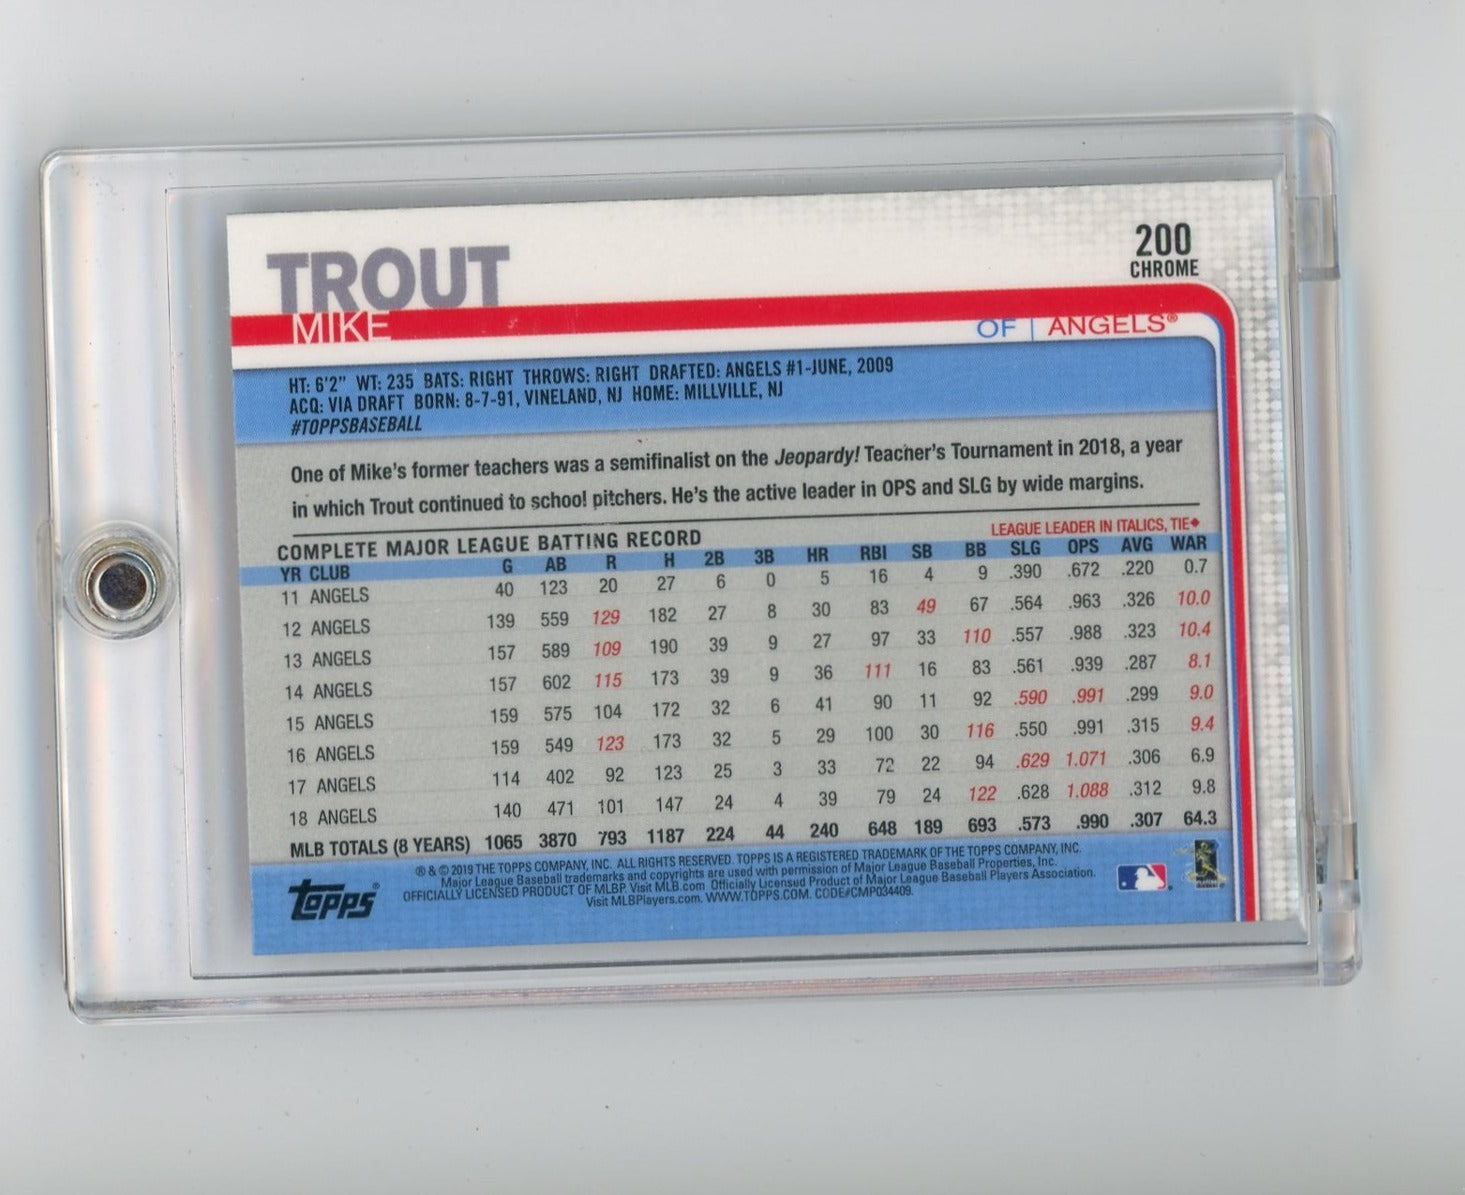 TROUT
MIKE
200
CHROME
OF | ANGELS®
HT: 6'2" WT: 235 BATS: RIGHT THROWS: RIGHT DRAFTED: ANGELS #1-JUNE, 2009
ACQ: VIA DRAFT BORN: 8-7-91, VINELAND, NJ HOME: MILLVILLE, NJ
#TOPPSBASEBALL
One of Mike's former teachers was a semifinalist on the Jeopardy! Teacher's Tournament in 2018, a year
in which Trout continued to school pitchers. He's the active leader in OPS and SLG by wide margins.
COMPLETE MAJOR LEAGUE BATTING RECORD
LEAGUE LEADER IN ITALICS, TIE◆
YR CLUB G AB R H 2B 3B HR RBI SB BB SLG OPS AVG WAR
11 ANGELS 40 123 20 27 6 0 5 16 4 9 .390 .672 .220 0.7
12 ANGELS 139 559 129 182 27 8 30 83 49 67 .564 .963 .326 10.0
13 ANGELS 157 589 109 190 39 9 27 97 33 110 .557 .988 .323 10.4
14 ANGELS 157 602 115 173 39 9 36 111 16 83 .561 .939 .287 8.1
15 ANGELS 159 575 104 172 32 6 41 90 11 92 .590 .991 .299 9.0
16 ANGELS 159 549 123 173 32 5 29 100 30 116 .550 .991 .315 9.4
17 ANGELS 114 402 92 123 25 3 33 72 22 94 .629 1.071 .306 6.9
18 ANGELS 140 471 101 147 24 4 39 79 24 122 .628 1.088 .312 9.8
MLB TOTALS (8 YEARS) 1065 3870 793 1187 224 44 240 648 189 693 .573 .990 .307 64.3
Topps®
® & © 2019 THE TOPPS COMPANY, INC. ALL RIGHTS RESERVED. TOPPS IS A REGISTERED TRADEMARK OF THE TOPPS COMPANY, INC.
Major League Baseball trademarks and copyrights are used with permission of Major League Baseball Properties, Inc.
OFFICIALLY LICENSED PRODUCT OF MLBP. Visit MLB.com Officially Licensed Product of Major League Baseball Players Association.
Visit MLBPlayers.com. WWW.TOPPS.COM. CODE#CMP034409.